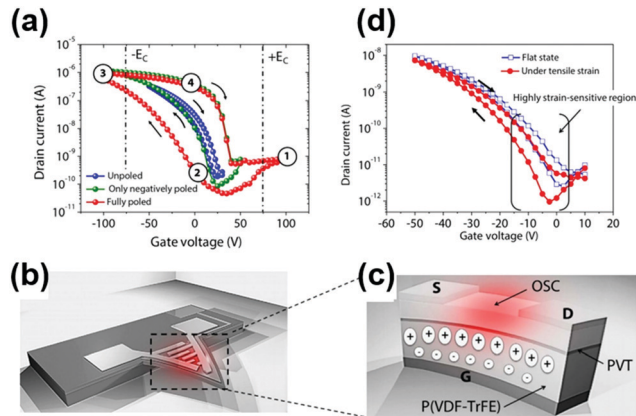 (a)
-E_C
+E_C
10^-5
10^-6
10^-7
10^-8
10^-9
10^-10
10^-11
Drain current (A)
3
4
2
1
Unpoled
Only negatively poled
Fully poled
-100
-50
0
50
100
Gate voltage (V)
(d)
10^-8
10^-9
10^-10
10^-11
10^-12
Drain current (A)
Flat state
Under tensile strain
Highly strain-sensitive region
-60
-50
-40
-30
-20
-10
0
10
20
Gate voltage (V)
(b)
(c)
OSC
S
D
G
PVT
P(VDF-TrFE)